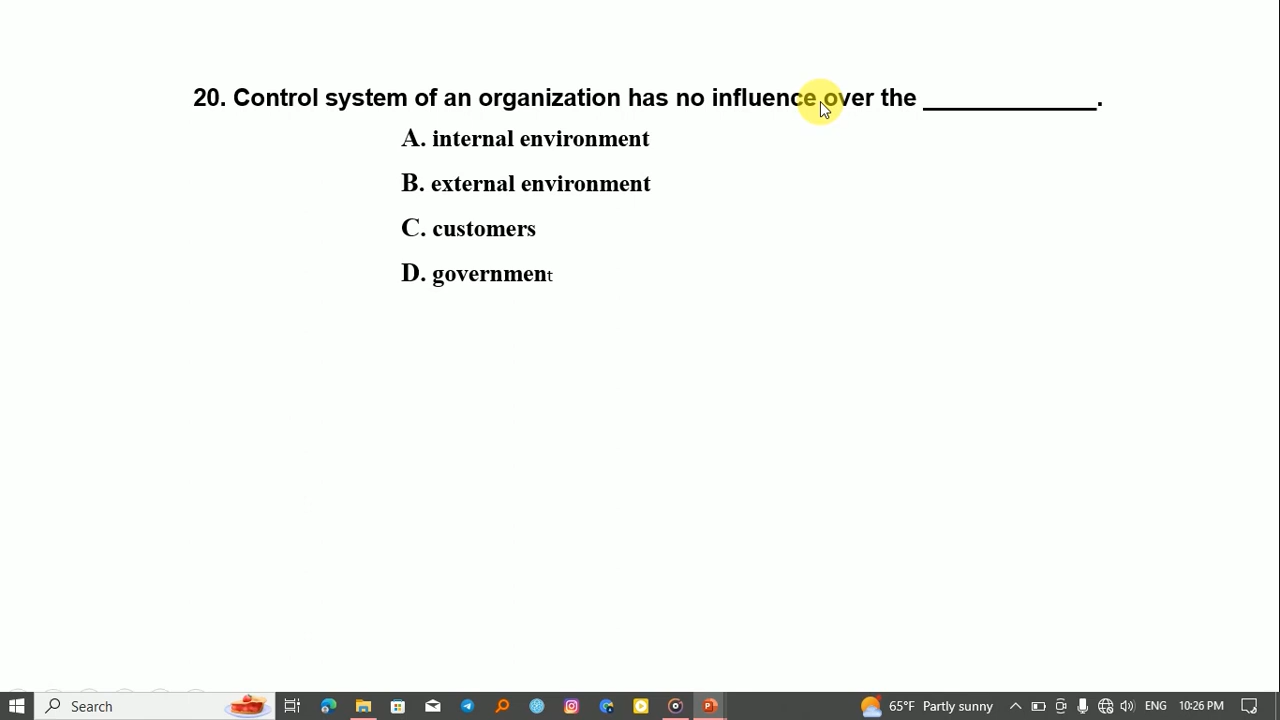 20. Control system of an organization has no influence over the _____________.
A. internal environment
B. external environment
C. customers
D. government
Search
65°F Partly sunny
ENG
10:26 PM